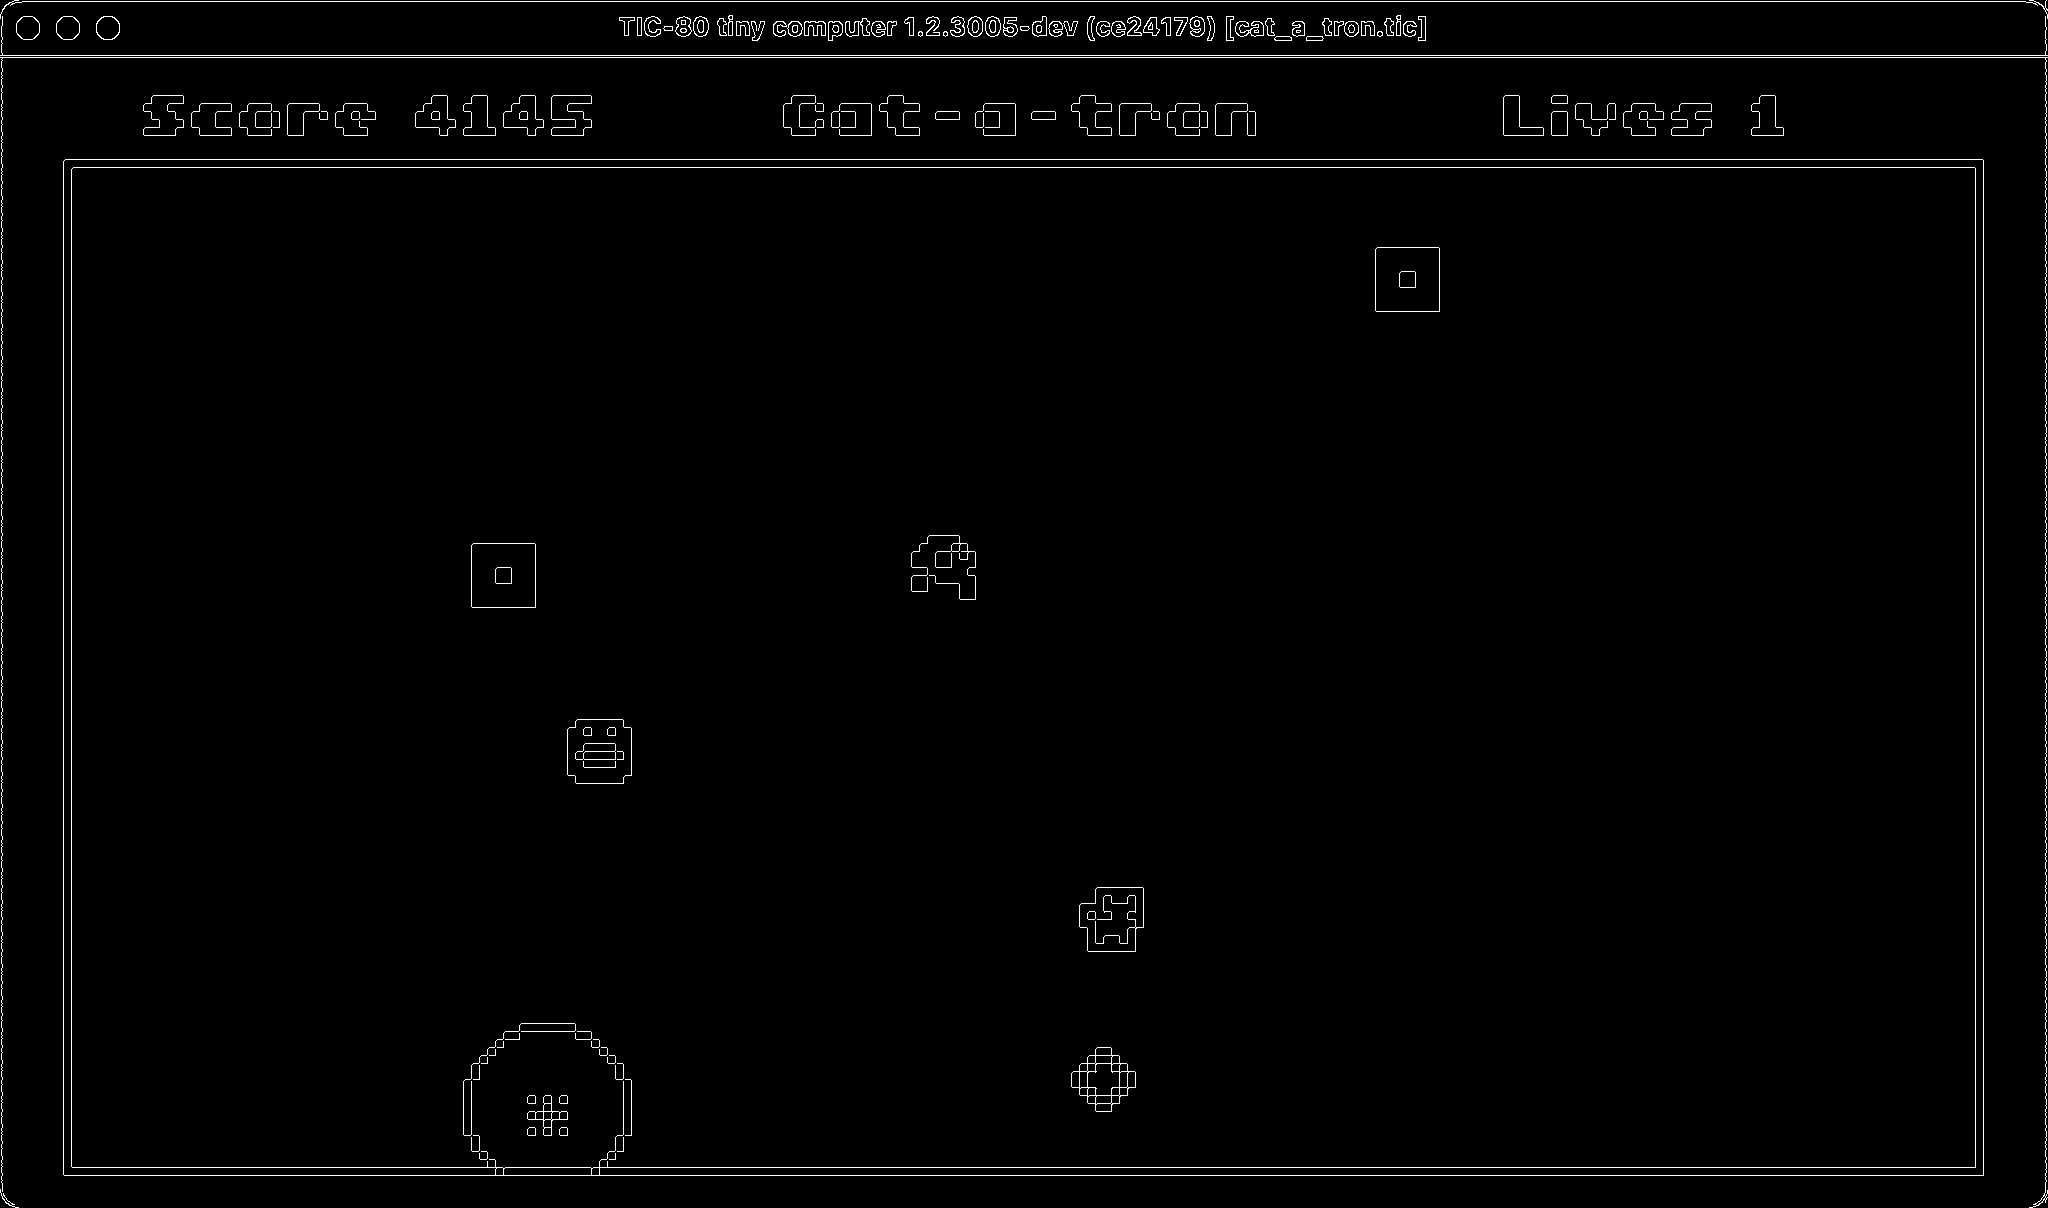 TIC-80 tiny computer 1.2.3005-dev (ce24179) [cat_a_tron.tic]
Score 4145 Cat-a-tron Lives 1